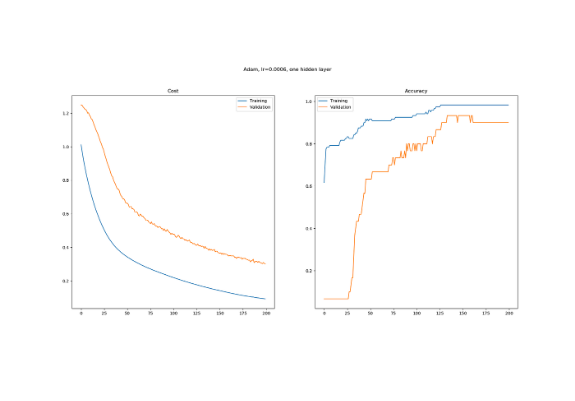 Adam, lr=0.0006, one hidden layer
Cost
Training
Validation
1.2
1.0
0.8
0.6
0.4
0.2
0 25 50 75 100 125 150 175 200
Accuracy
Training
Validation
1.0
0.8
0.6
0.4
0.2
0 25 50 75 100 125 150 175 200